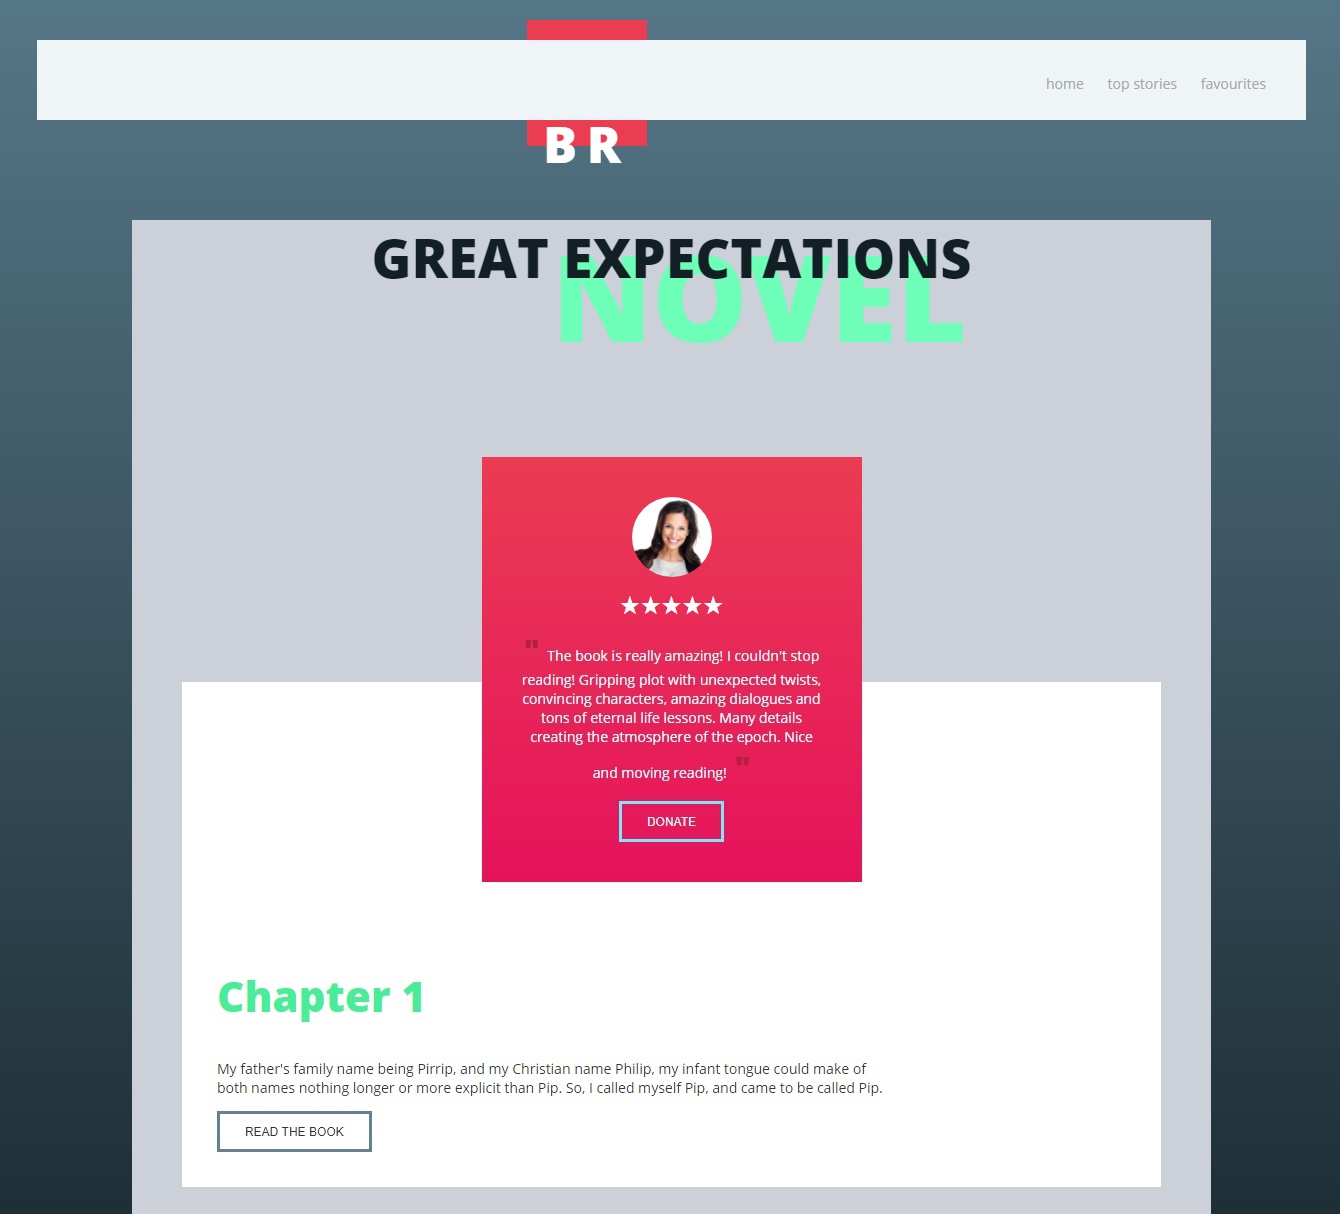 home top stories favourites
B R
GREAT EXPECTATIONS
NOVEL
★★★★★
" The book is really amazing! I couldn't stop
reading! Gripping plot with unexpected twists,
convincing characters, amazing dialogues and
tons of eternal life lessons. Many details
creating the atmosphere of the epoch. Nice
and moving reading! "
DONATE
Chapter 1
My father's family name being Pirrip, and my Christian name Philip, my infant tongue could make of
both names nothing longer or more explicit than Pip. So, I called myself Pip, and came to be called Pip.
READ THE BOOK